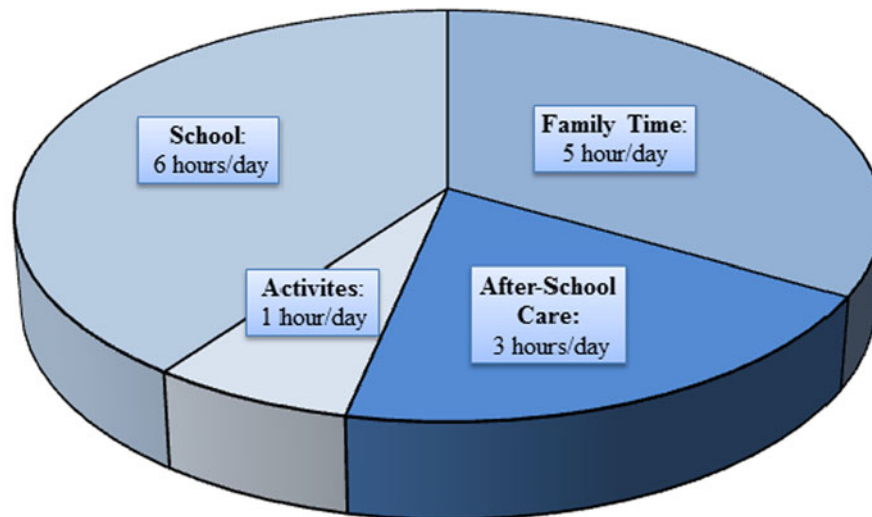 School:
6 hours/day
Family Time:
5 hour/day
Activites:
1 hour/day
After-School
Care:
3 hours/day